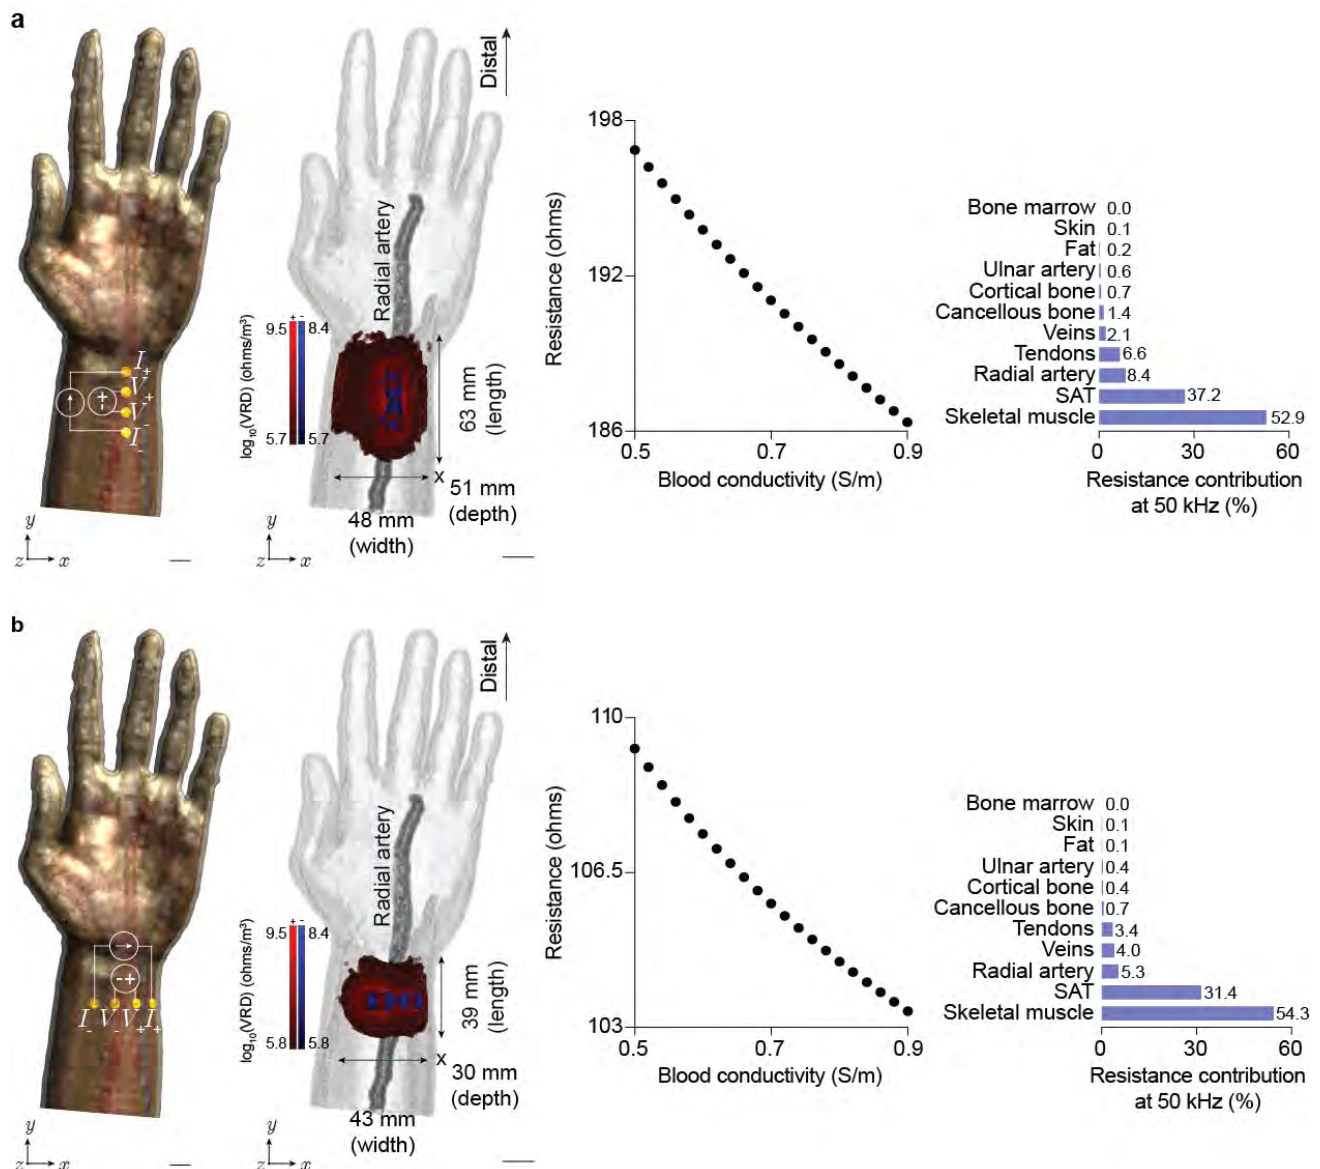 a
I+
V+
V-
I-
y
z x
Distal
Radial artery
log10(VRD) (ohms/m³)
+ -
9.5 8.4
5.7 5.7
63 mm
(length)
x
51 mm
(depth)
48 mm
(width)
y
z x
Resistance (ohms)
198
192
186
0.5 0.7 0.9
Blood conductivity (S/m)
Bone marrow 0.0
Skin 0.1
Fat 0.2
Ulnar artery 0.6
Cortical bone 0.7
Cancellous bone 1.4
Veins 2.1
Tendons 6.6
Radial artery 8.4
SAT 37.2
Skeletal muscle 52.9
0 30 60
Resistance contribution
at 50 kHz (%)
b
- +
I- V- V+ I+
y
z x
Distal
Radial artery
log10(VRD) (ohms/m³)
+ -
9.5 8.4
5.8 5.8
39 mm
(length)
x
30 mm
(depth)
43 mm
(width)
y
z x
Resistance (ohms)
110
106.5
103
0.5 0.7 0.9
Blood conductivity (S/m)
Bone marrow 0.0
Skin 0.1
Fat 0.1
Ulnar artery 0.4
Cortical bone 0.4
Cancellous bone 0.7
Tendons 3.4
Veins 4.0
Radial artery 5.3
SAT 31.4
Skeletal muscle 54.3
0 30 60
Resistance contribution
at 50 kHz (%)